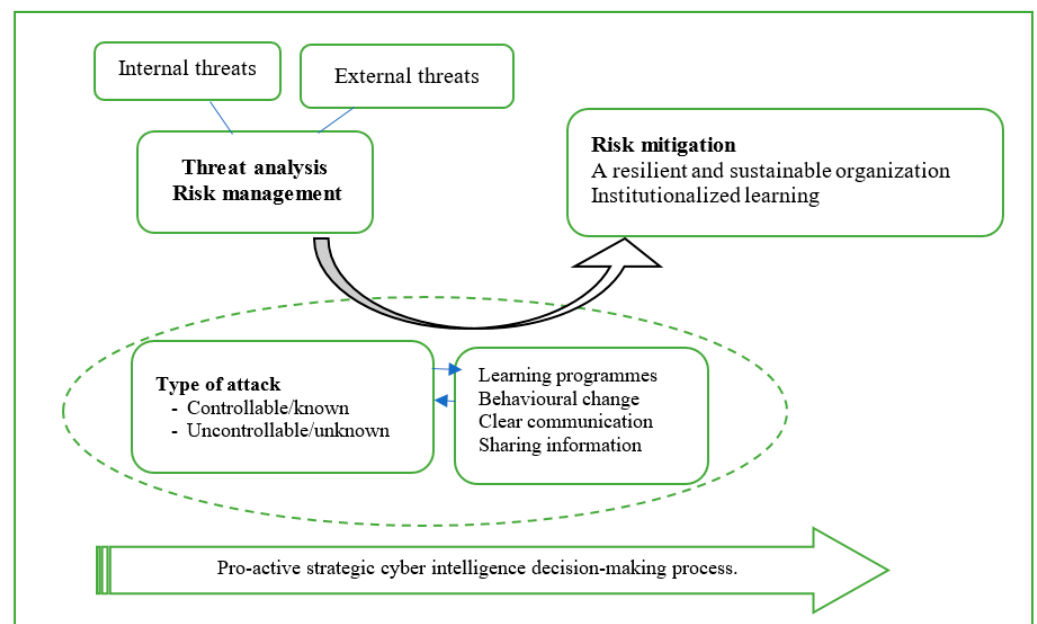 Internal threats
External threats
Threat analysis
Risk management
Risk mitigation
A resilient and sustainable organization
Institutionalized learning
Type of attack
- Controllable/known
- Uncontrollable/unknown
Learning programmes
Behavioural change
Clear communication
Sharing information
Pro-active strategic cyber intelligence decision-making process.